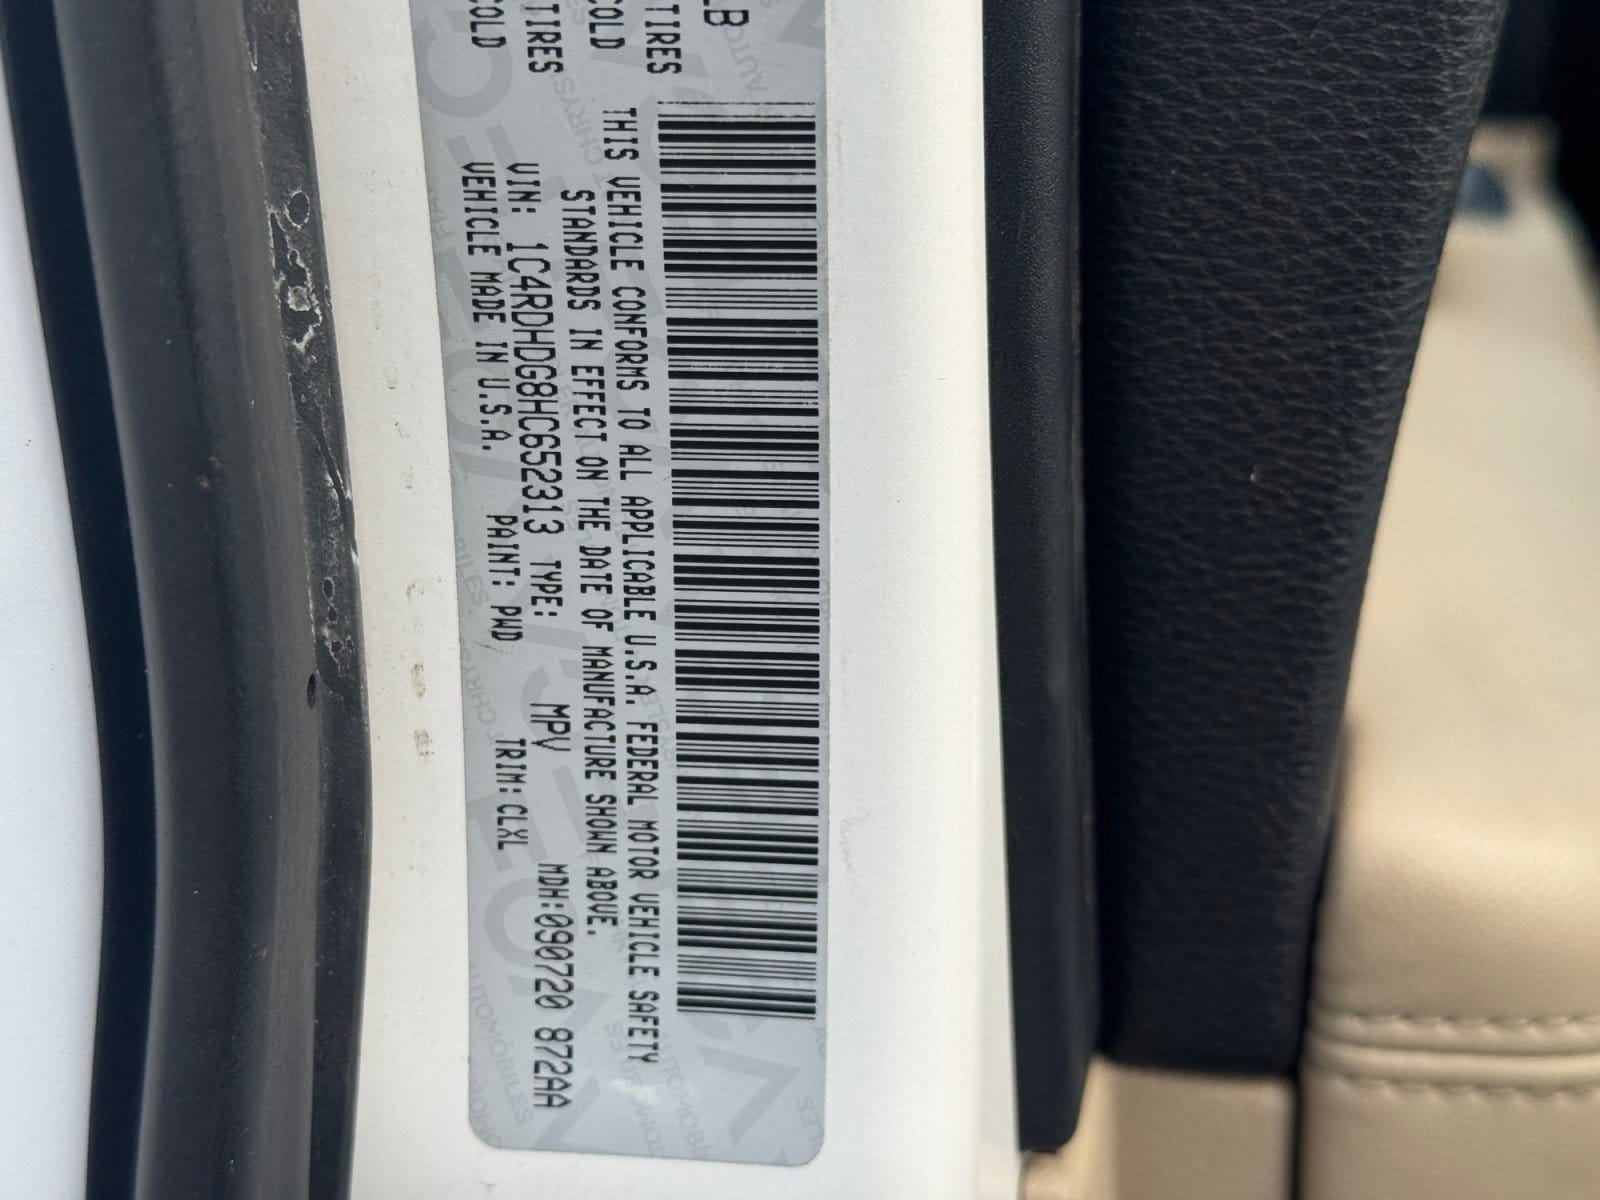 LB
TIRES
COLD
TIRES
COLD
THIS VEHICLE CONFORMS TO ALL APPLICABLE U.S.A. FEDERAL MOTOR VEHICLE SAFETY
STANDARDS IN EFFECT ON THE DATE OF MANUFACTURE SHOWN ABOVE.
VIN: 1C4RDHDG8HC652313 TYPE: MPV MDH:090720 872AA
VEHICLE MADE IN U.S.A. PAINT: PWD TRIM:CLXL